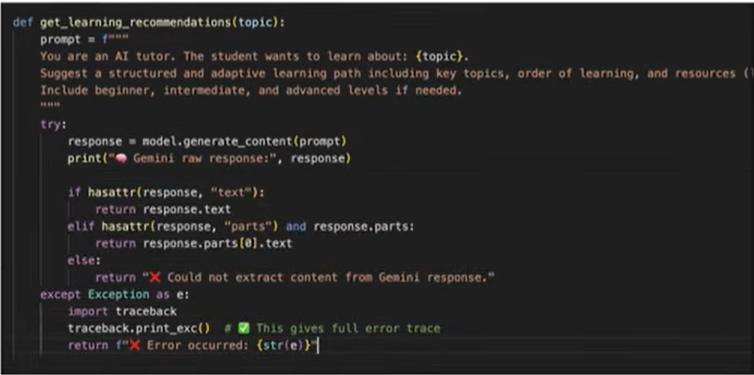 def get_learning_recommendations(topic):
    prompt = f"""
    You are an AI tutor. The student wants to learn about: {topic}.
    Suggest a structured and adaptive learning path including key topics, order of learning, and resources (
    Include beginner, intermediate, and advanced levels if needed.
    """
    try:
        response = model.generate_content(prompt)
        print("🧠 Gemini raw response:", response)
        if hasattr(response, "text"):
            return response.text
        elif hasattr(response, "parts") and response.parts:
            return response.parts[0].text
        else:
            return "❌ Could not extract content from Gemini response."
    except Exception as e:
        import traceback
        traceback.print_exc()  # ✅ This gives full error trace
        return f"❌ Error occurred: {str(e)}"